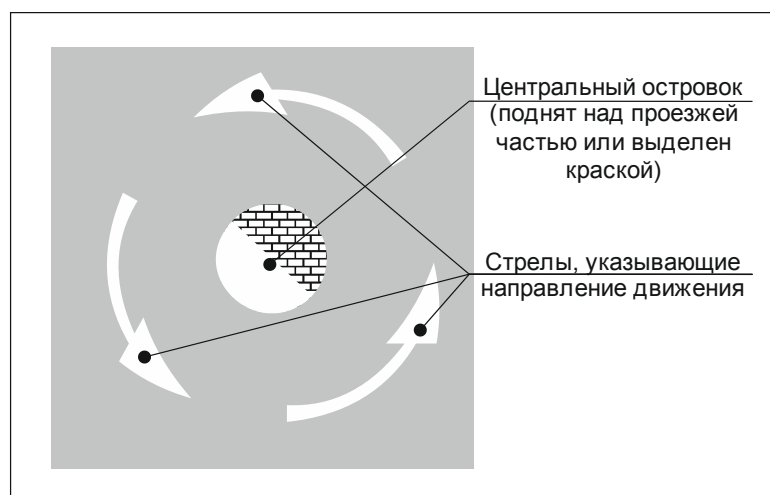 Центральный островок
(поднят над проезжей
частью или выделен
краской)
Стрелы, указывающие
направление движения